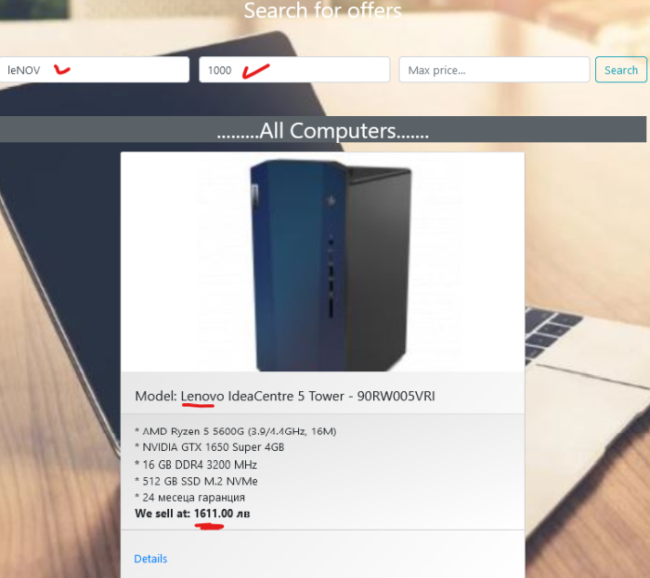 Search for offers
leNOV
1000
Max price...
Search
.........All Computers.......
Model: Lenovo IdeaCentre 5 Tower - 90RW005VRI
* AMD Ryzen 5 5600G (3.9/4.4GHz, 16M)
* NVIDIA GTX 1650 Super 4GB
* 16 GB DDR4 3200 MHz
* 512 GB SSD M.2 NVMe
* 24 месеца гаранция
We sell at: 1611.00 лв
Details